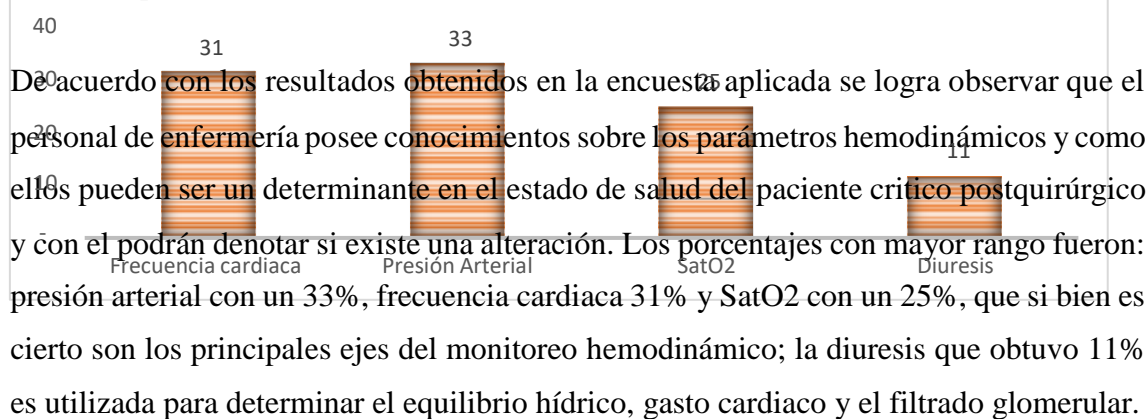 40
31
33
De acuerdo con los resultados obtenidos en la encuesta aplicada se logra observar que el
30
25
personal de enfermería posee conocimientos sobre los parámetros hemodinámicos y como
20
11
ellos pueden ser un determinante en el estado de salud del paciente critico postquirúrgico
10
y con el podrán denotar si existe una alteración. Los porcentajes con mayor rango fueron:
-
Frecuencia cardiaca Presión Arterial SatO2 Diuresis
presión arterial con un 33%, frecuencia cardiaca 31% y SatO2 con un 25%, que si bien es
cierto son los principales ejes del monitoreo hemodinámico; la diuresis que obtuvo 11%
es utilizada para determinar el equilibrio hídrico, gasto cardiaco y el filtrado glomerular.